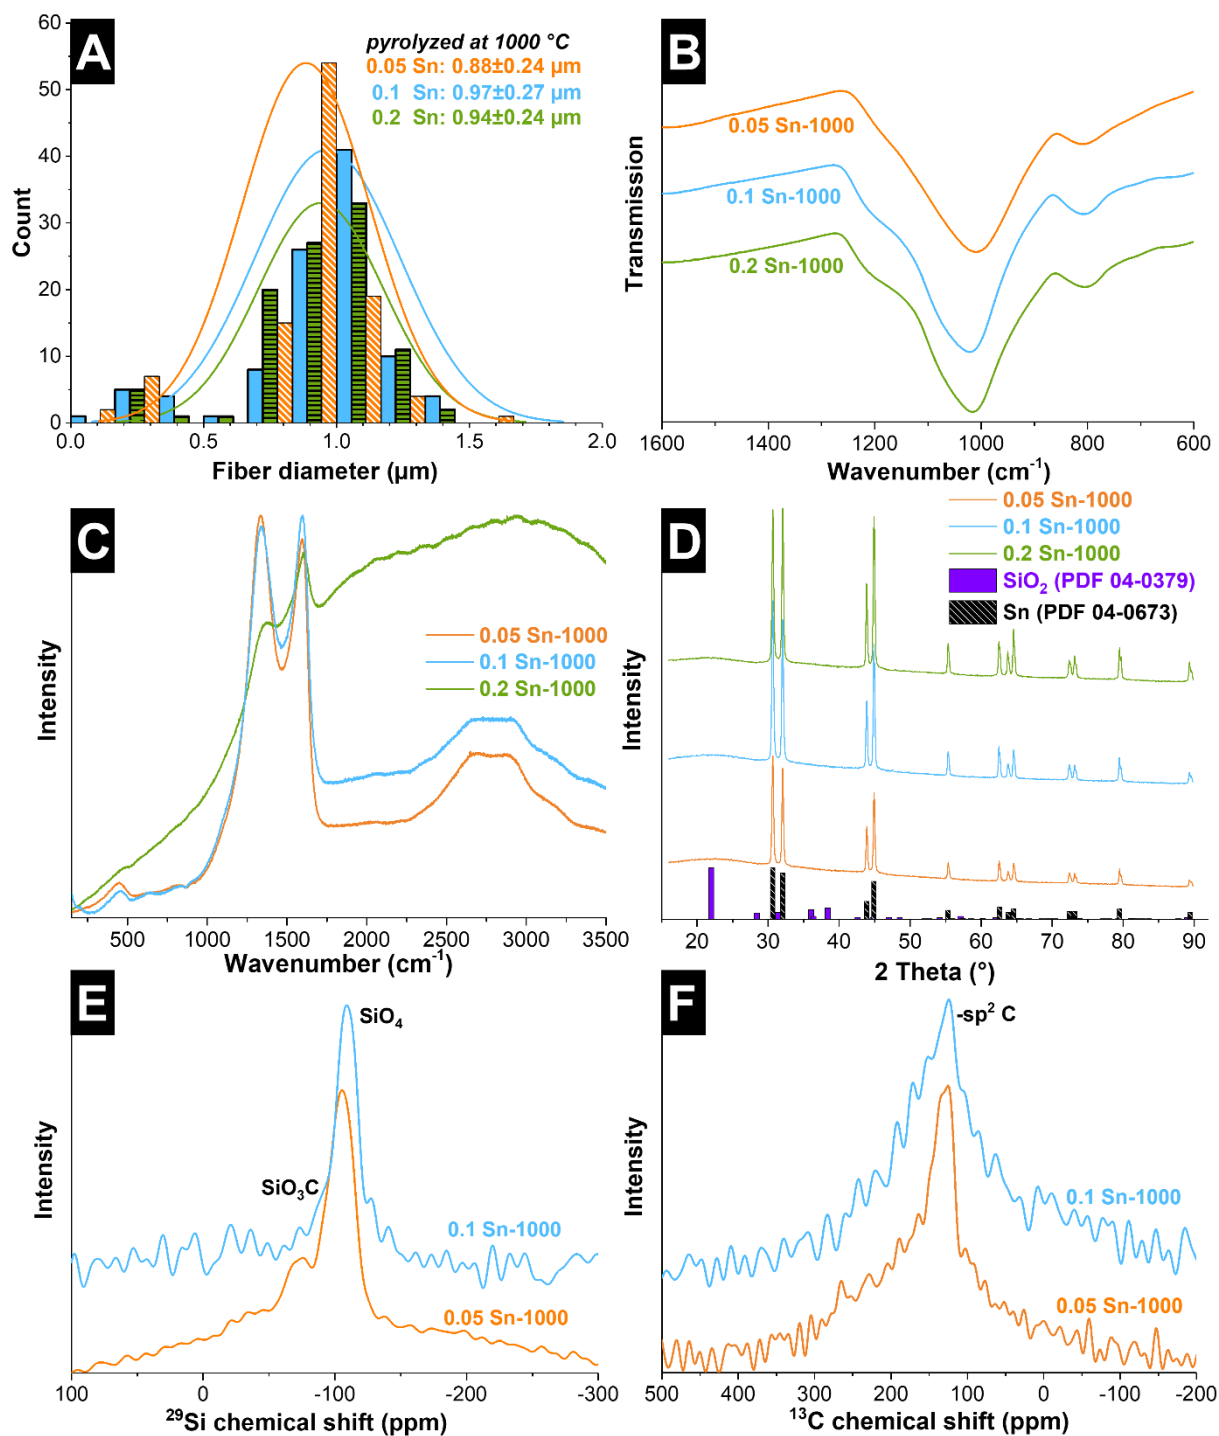 A
60
50
40
30
20
10
0
Count
pyrolyzed at 1000 °C
0.05 Sn: 0.88±0.24 µm
0.1 Sn: 0.97±0.27 µm
0.2 Sn: 0.94±0.24 µm
0.0 0.5 1.0 1.5 2.0
Fiber diameter (µm)
B
Transmission
0.05 Sn-1000
0.1 Sn-1000
0.2 Sn-1000
1600 1400 1200 1000 800 600
Wavenumber (cm⁻¹)
C
Intensity
0.05 Sn-1000
0.1 Sn-1000
0.2 Sn-1000
500 1000 1500 2000 2500 3000 3500
Wavenumber (cm⁻¹)
D
Intensity
0.05 Sn-1000
0.1 Sn-1000
0.2 Sn-1000
SiO₂ (PDF 04-0379)
Sn (PDF 04-0673)
20 30 40 50 60 70 80 90
2 Theta (°)
E
Intensity
SiO₄
SiO₃C
0.1 Sn-1000
0.05 Sn-1000
100 0 -100 -200 -300
²⁹Si chemical shift (ppm)
F
Intensity
-sp² C
0.1 Sn-1000
0.05 Sn-1000
500 400 300 200 100 0 -100 -200
¹³C chemical shift (ppm)